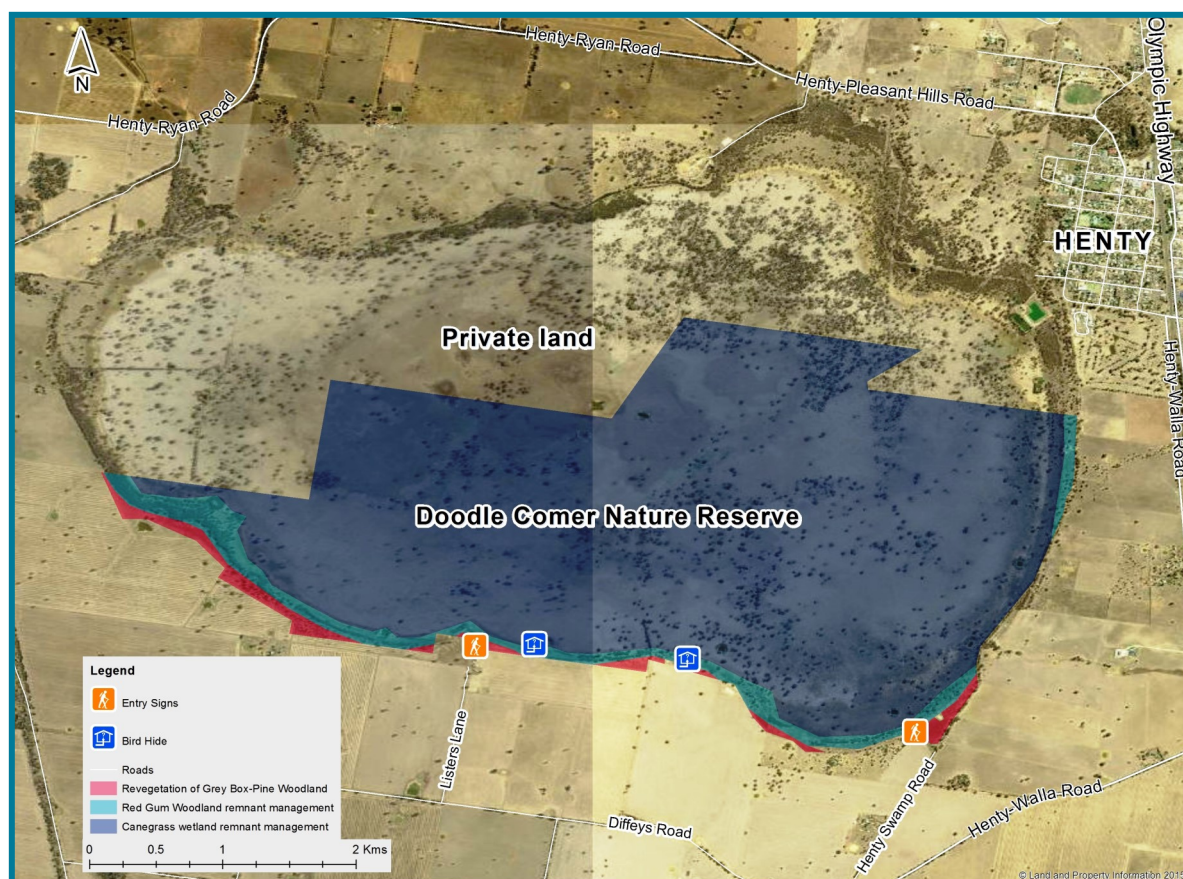 Henty-Ryan Road
Olympic Highway
Henty-Pleasant Hills Road
Henty-Ryan-Road
N
HENTY
Private land
Henty-Walla Road
Doodle Comer Nature Reserve
Listers Lane
Henty Swamp Road
Henty-Walla Road
Diffeys Road
Legend
Entry Signs
Bird Hide
Roads
Revegetation of Grey Box-Pine Woodland
Red Gum Woodland remnant management
Canegrass wetland remnant management
0 0.5 1 2 Kms
© Land and Property Information 2015